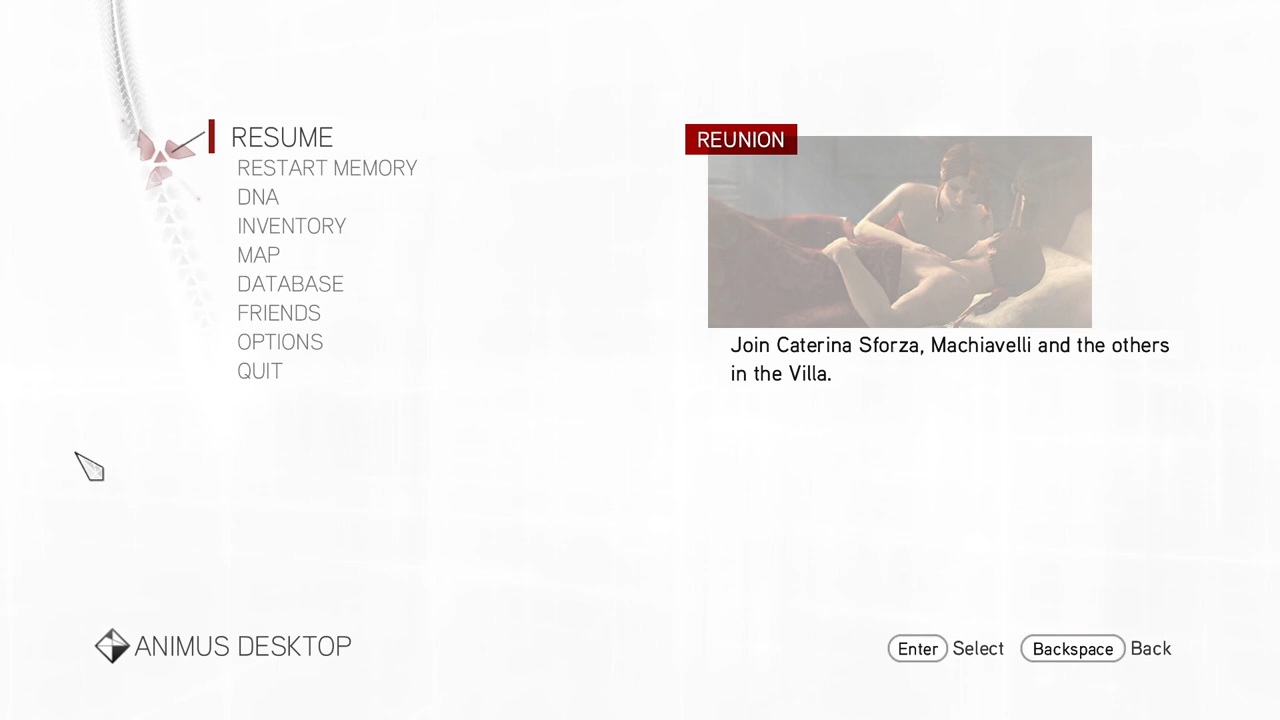 RESUME
RESTART MEMORY
DNA
INVENTORY
MAP
DATABASE
FRIENDS
OPTIONS
QUIT
REUNION
Join Caterina Sforza, Machiavelli and the others
in the Villa.
ANIMUS DESKTOP
Enter Select Backspace Back